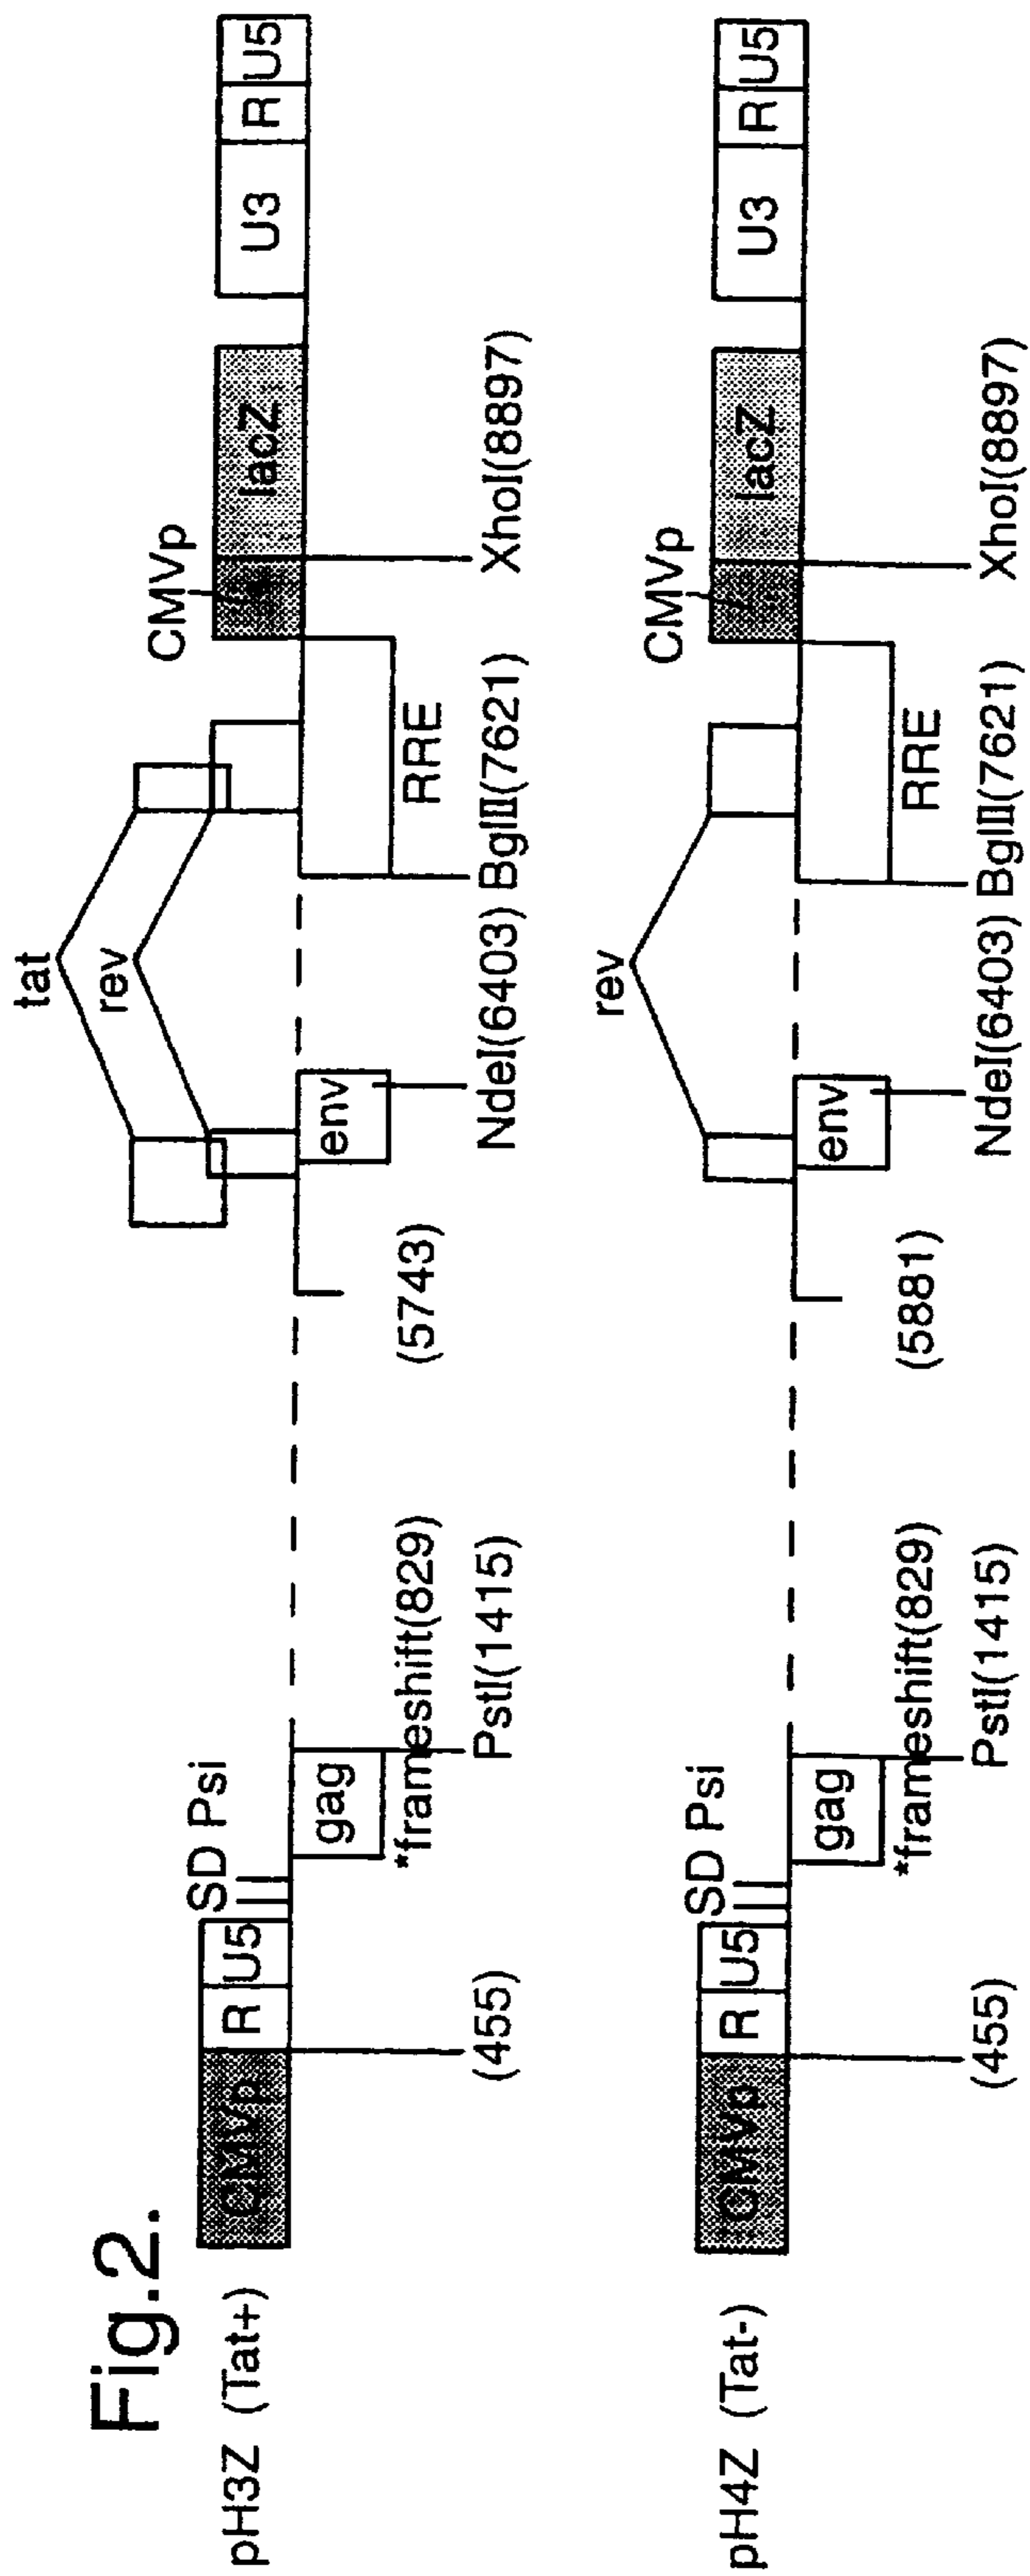 Fig.2.
pH3Z (Tat+)
CMVp
R
U5
SD Psi
gag
*frameshift(829)
(455)
PstI(1415)
(5743)
tat
rev
env
NdeI(6403)
BglII(7621)
RRE
CMVp
lacZ
XhoI(8897)
U3
R
U5
pH4Z (Tat-)
CMVp
R
U5
SD Psi
gag
*frameshift(829)
(455)
PstI(1415)
(5881)
rev
env
NdeI(6403)
BglII(7621)
RRE
CMVp
lacZ
XhoI(8897)
U3
R
U5